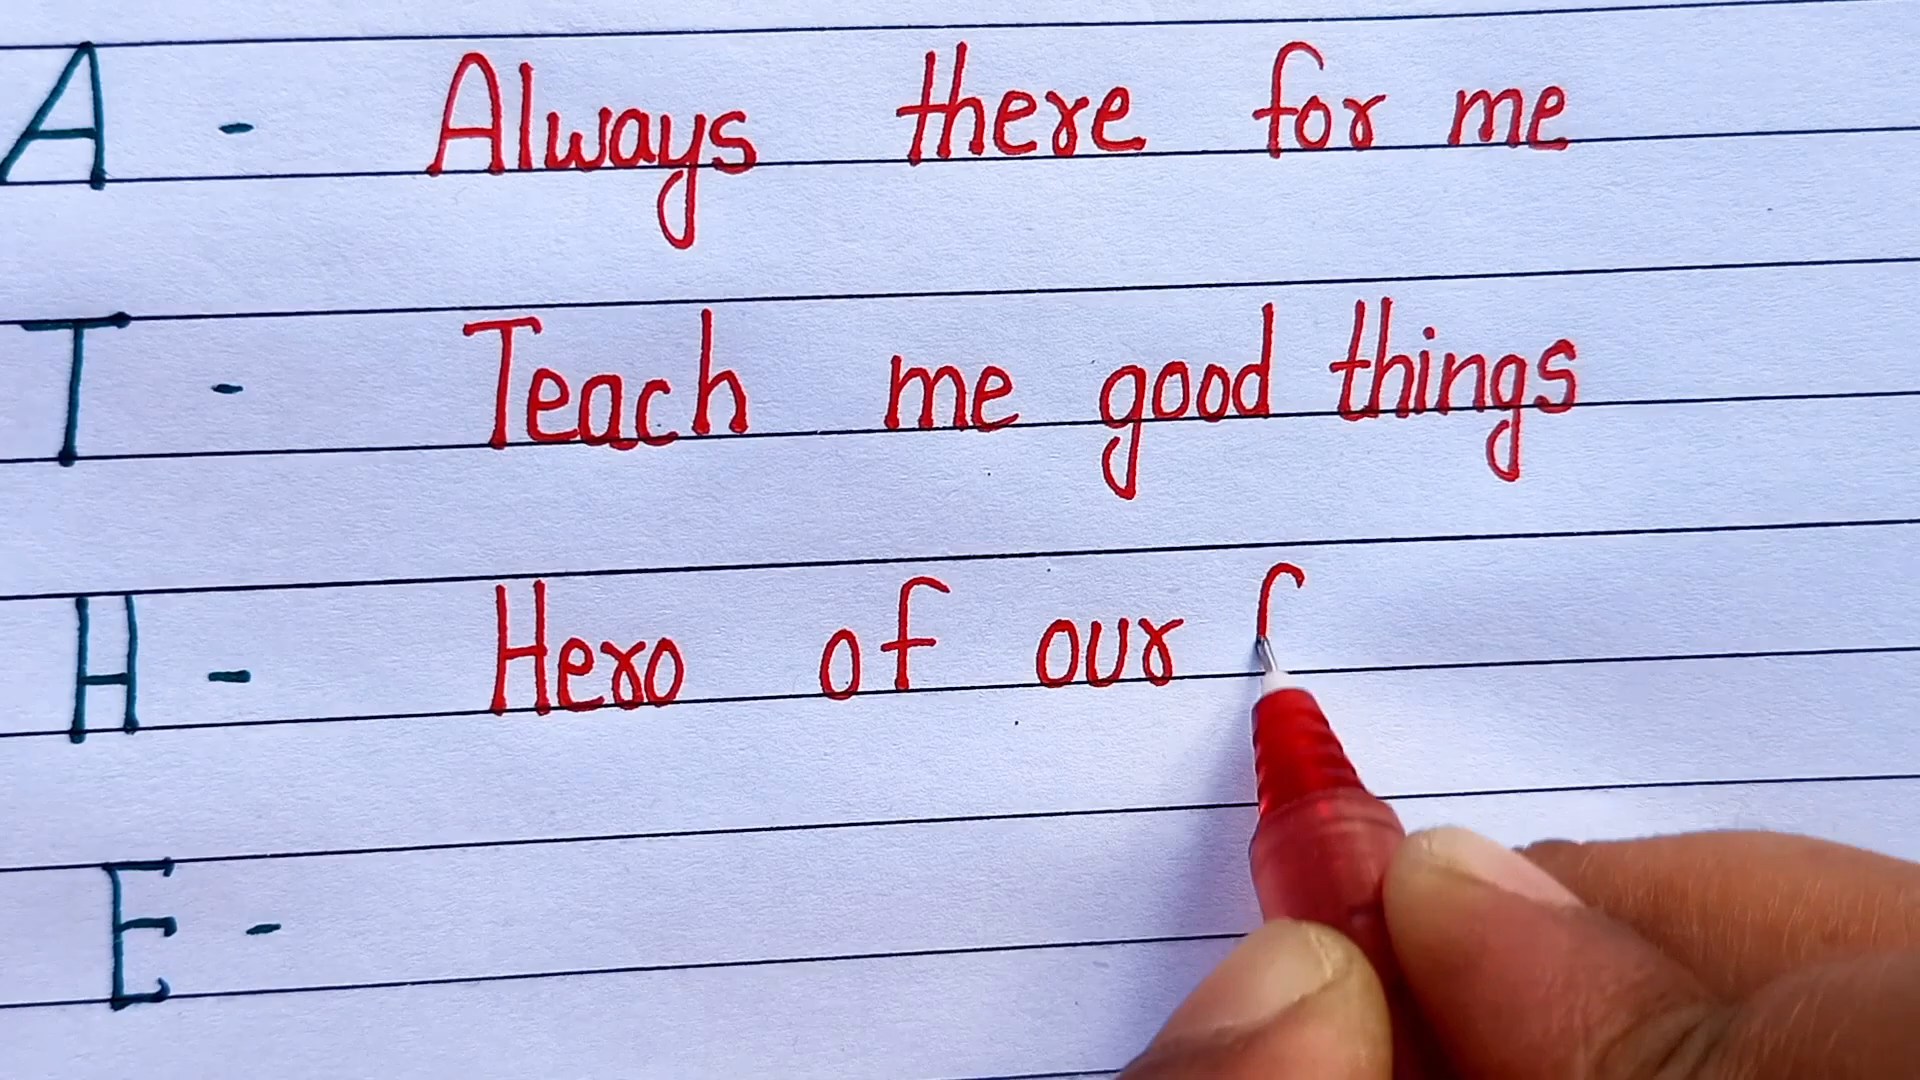 A - Always there for me
T - Teach me good things
H - Hero of our f
E -